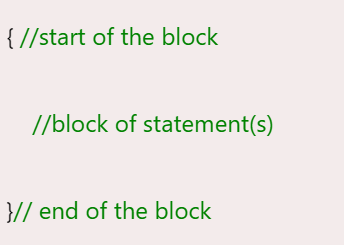 { //start of the block
//block of statement(s)
}// end of the block